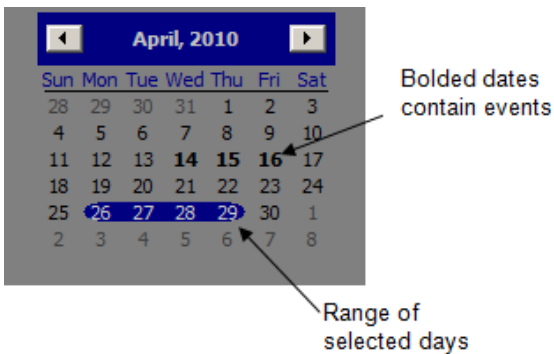 April, 2010
Sun Mon Tue Wed Thu Fri Sat
28 29 30 31 1 2 3
4 5 6 7 8 9 10
11 12 13 14 15 16 17
18 19 20 21 22 23 24
25 26 27 28 29 30 1
2 3 4 5 6 7 8
Bolded dates
contain events
Range of
selected days